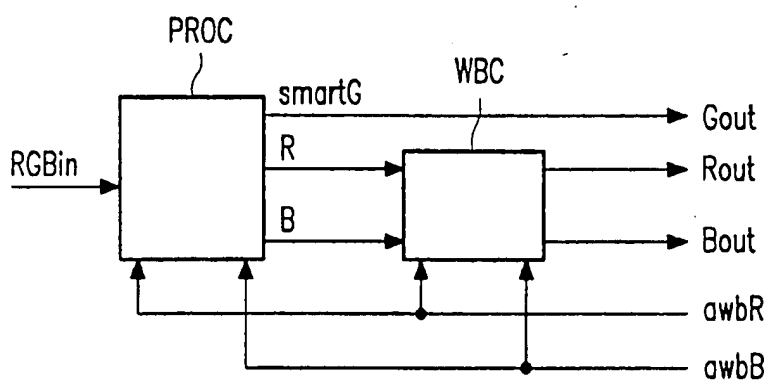 PROC
WBC
smartG
Gout
RGBin
R
Rout
B
Bout
awbR
awbB